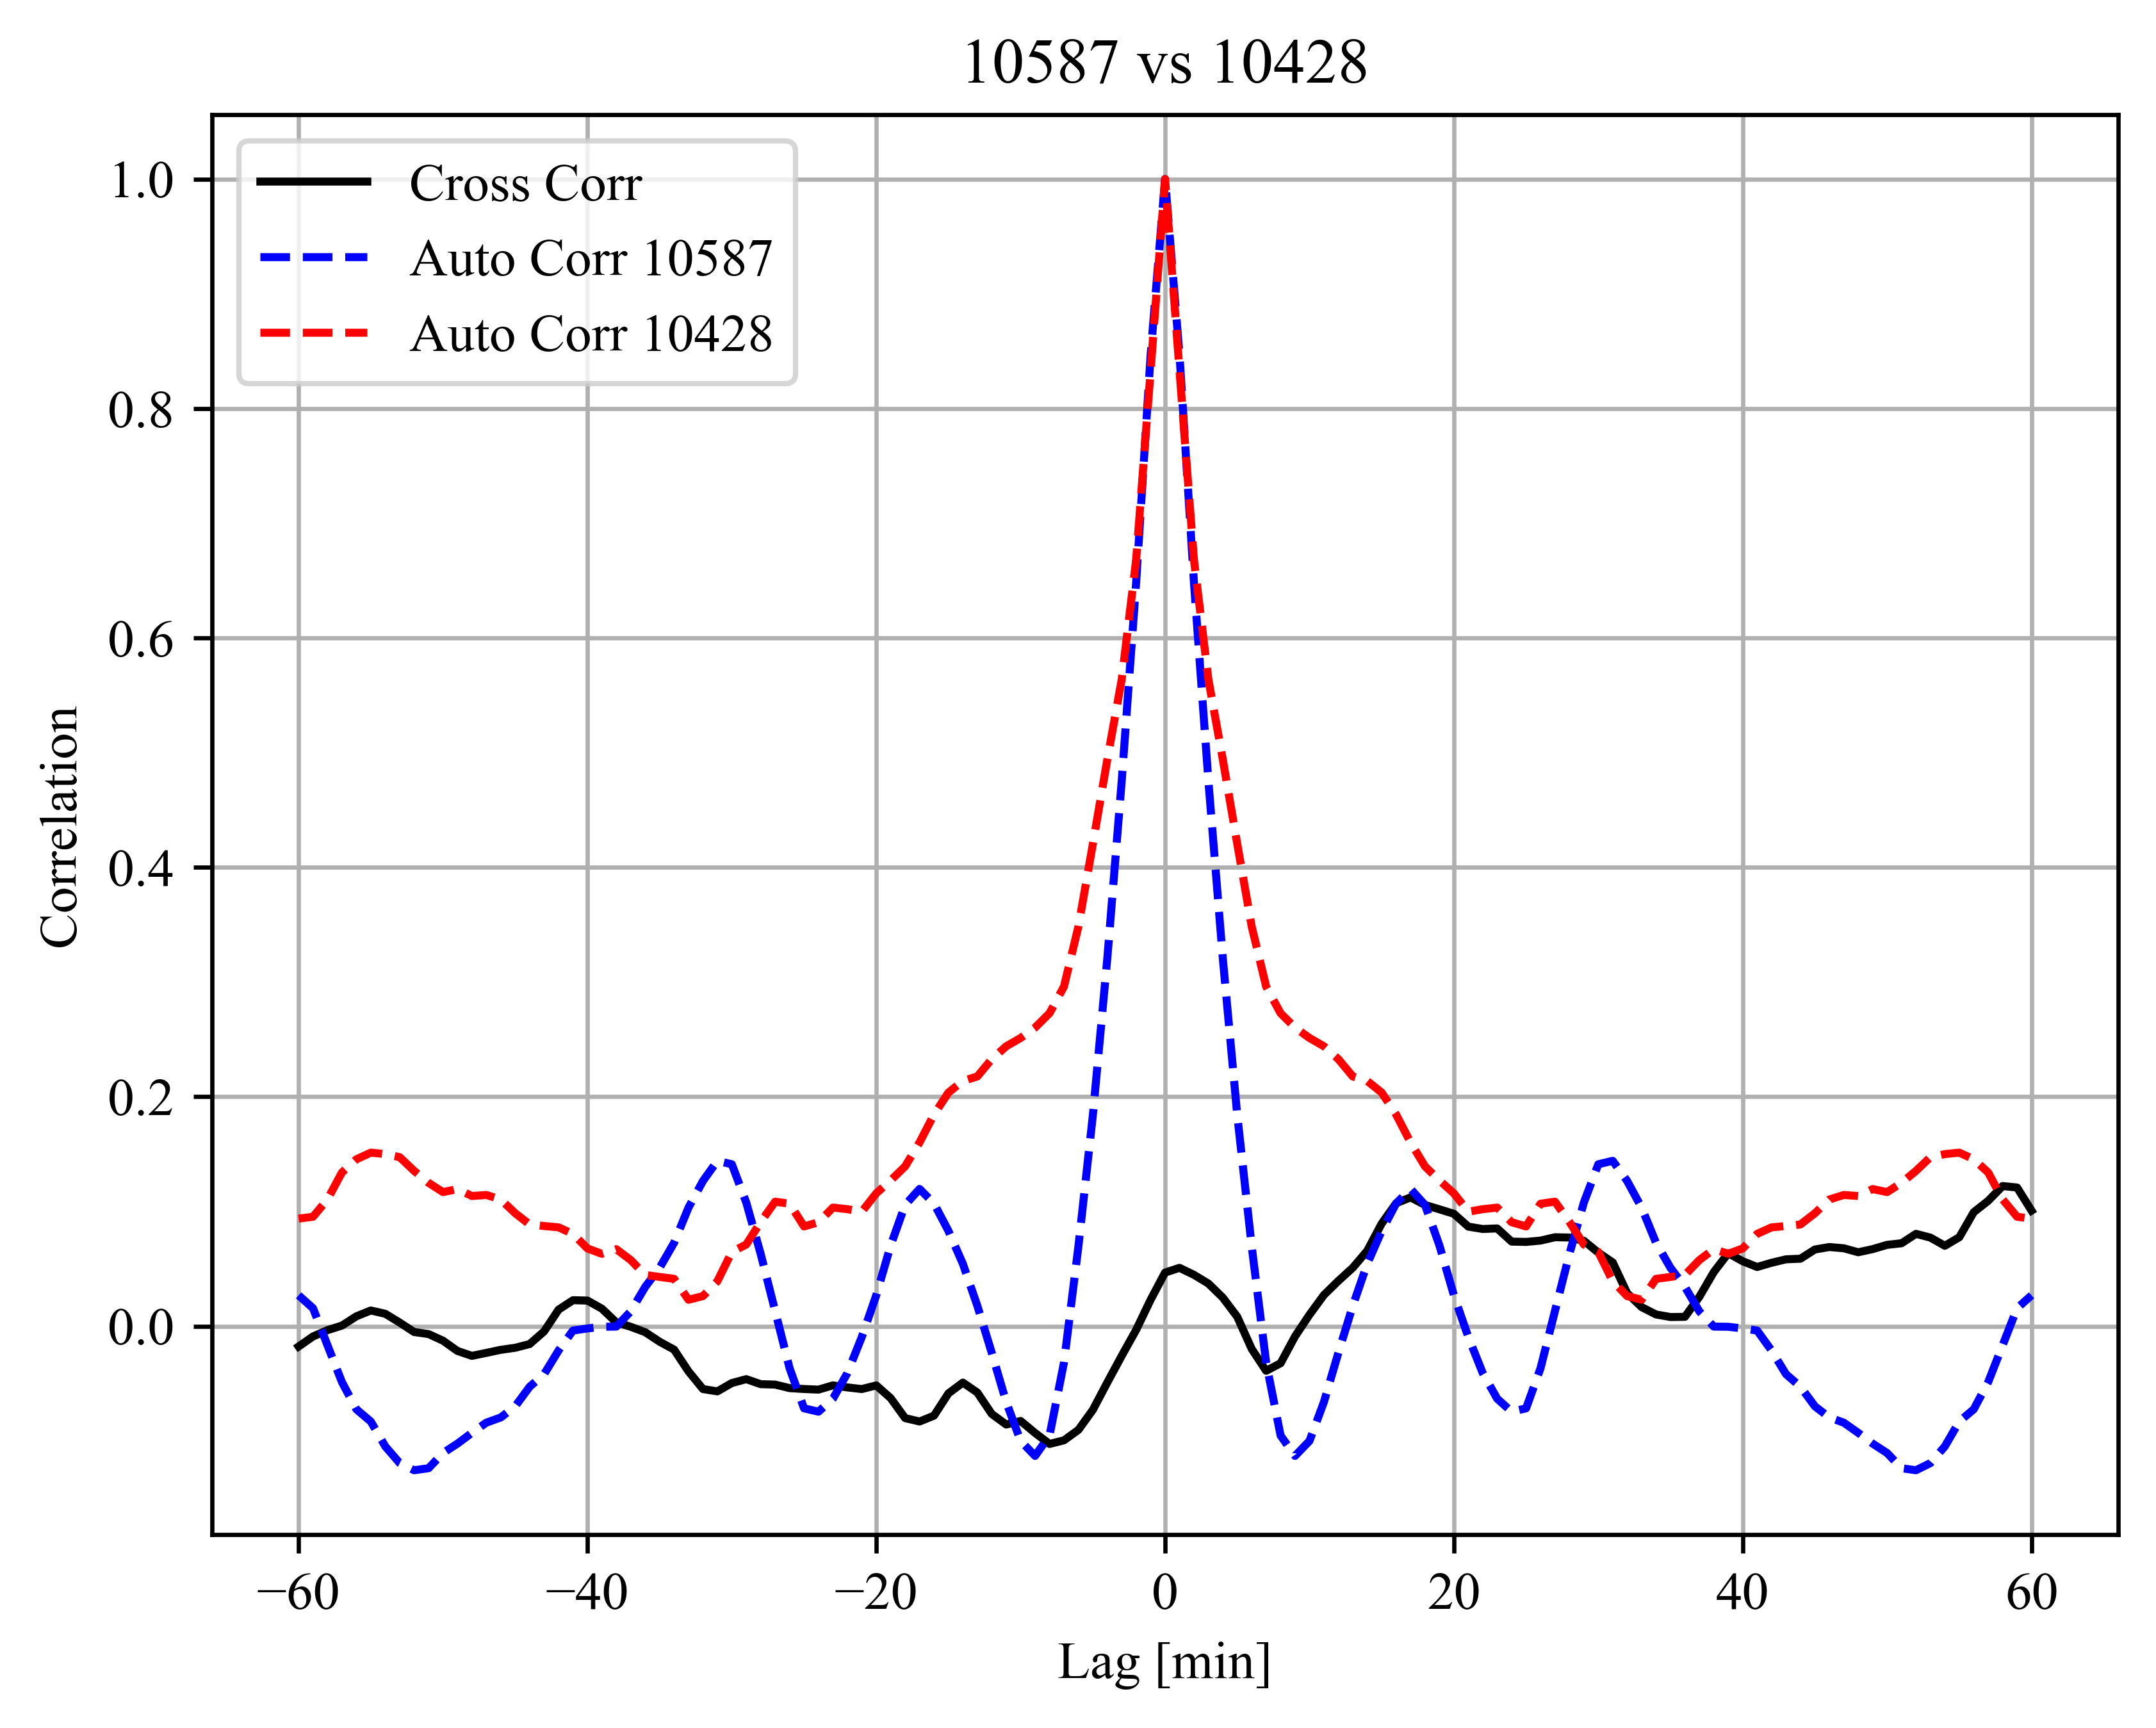 10587 vs 10428
Cross Corr
Auto Corr 10587
Auto Corr 10428
Correlation
1.0
0.8
0.6
0.4
0.2
0.0
−60 −40 −20 0 20 40 60
Lag [min]